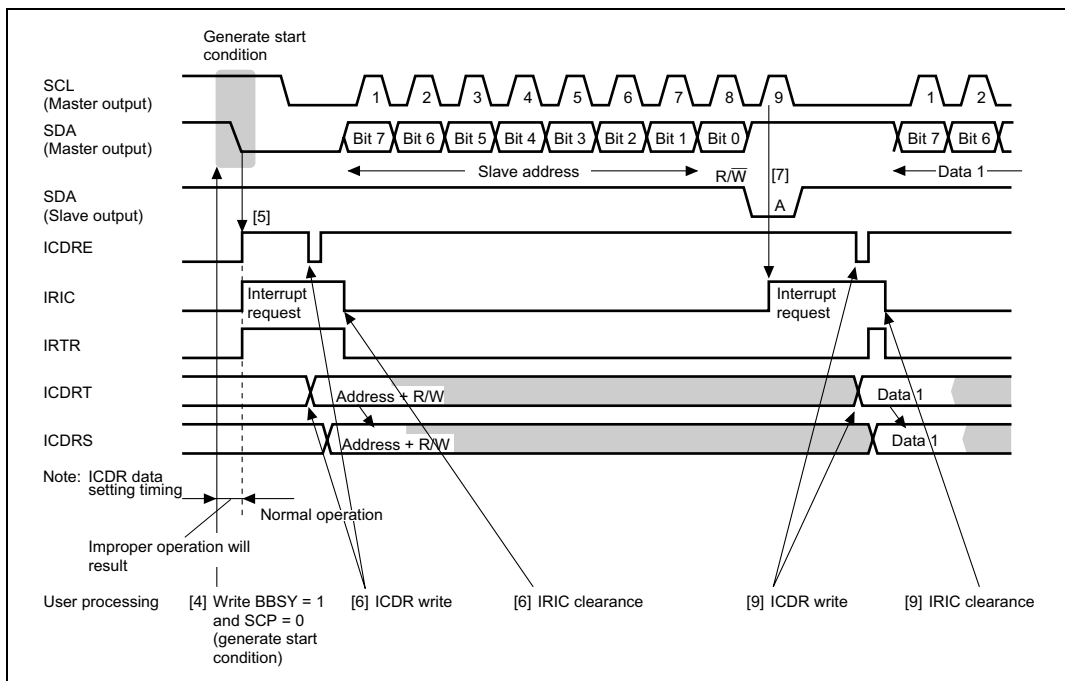 Generate start
condition
SCL
(Master output)
1 2 3 4 5 6 7 8 9 1 2
SDA
(Master output)
Bit 7 Bit 6 Bit 5 Bit 4 Bit 3 Bit 2 Bit 1 Bit 0 Bit 7 Bit 6
Slave address R/W [7] Data 1
SDA
(Slave output)
A
[5]
ICDRE
IRIC
Interrupt
request
Interrupt
request
IRTR
ICDRT
Address + R/W
Data 1
ICDRS
Address + R/W
Data 1
Note: ICDR data
setting timing
Normal operation
Improper operation will
result
User processing [4] Write BBSY = 1
and SCP = 0
(generate start
condition)
[6] ICDR write
[6] IRIC clearance
[9] ICDR write
[9] IRIC clearance